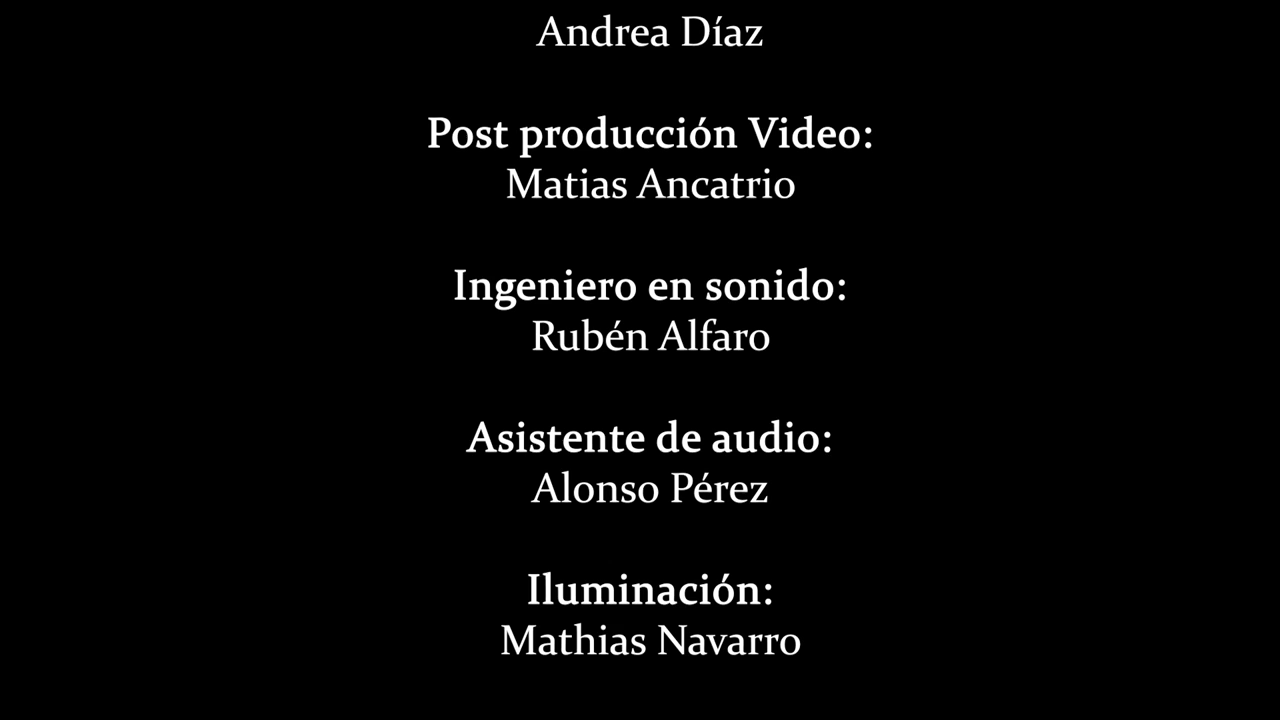 Andrea Díaz
Post producción Video:
Matias Ancatrio
Ingeniero en sonido:
Rubén Alfaro
Asistente de audio:
Alonso Pérez
Iluminación:
Mathias Navarro